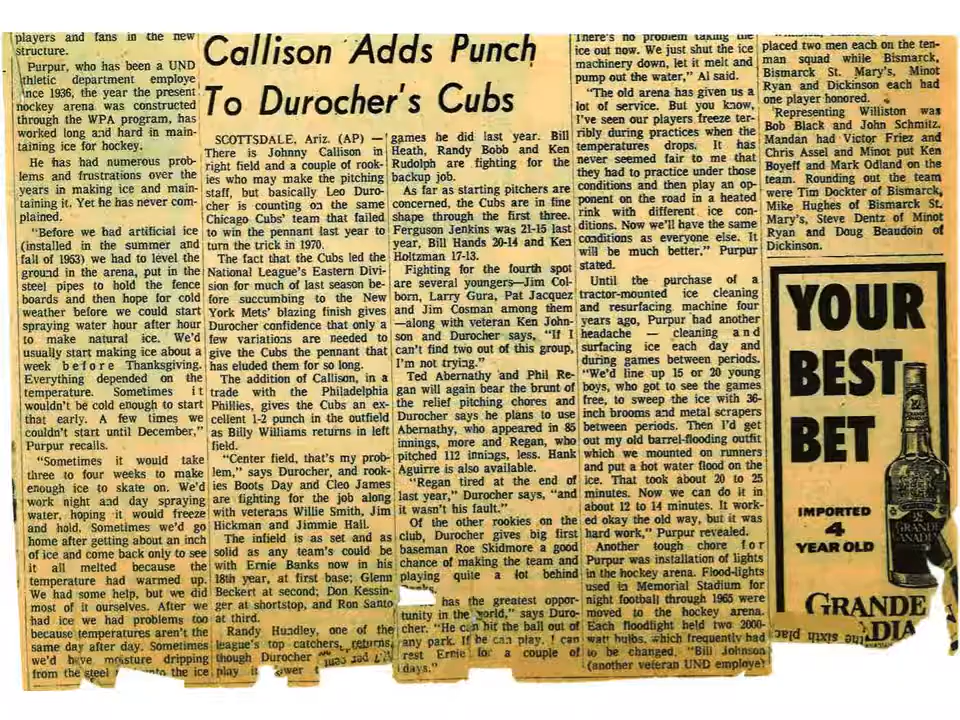 players and fans in the new
structure.
Purpur, who has been a UND
athletic department employe
since 1936, the year the present
hockey arena was constructed
through the WPA program, has
worked long and hard in main-
taining ice for hockey.
He has had numerous prob-
lems and frustrations over the
years in making ice and main-
taining it. Yet he has never com-
plained.
"Before we had artificial ice
(installed in the summer and
fall of 1953) we had to level the
ground in the arena, put in the
steel pipes to hold the fence
boards and then hope for cold
weather before we could start
spraying water hour after hour
to make natural ice. We'd
usually start making ice about a
week before Thanksgiving.
Everything depended on the
temperature. Sometimes it
wouldn't be cold enough to start
that early. A few times we
couldn't start until December,"
Purpur recalls.
"Sometimes it would take
three to four weeks to make
enough ice to skate on. We'd
work night and day spraying
water, hoping it would freeze
and hold. Sometimes we'd go
home after getting about an inch
of ice and come back only to see
it all melted because the
temperature had warmed up.
We had some help, but we did
most of it ourselves. After we
had ice we had problems too
because temperatures aren't the
same day after day. Sometimes
we'd have moisture dripping
from the steel onto the ice
Callison Adds Punch
To Durocher's Cubs
SCOTTSDALE, Ariz. (AP) —
There is Johnny Callison in
right field and a couple of rook-
ies who may make the pitching
staff, but basically Leo Duro-
cher is counting on the same
Chicago Cubs' team that failed
to win the pennant last year to
turn the trick in 1970.
The fact that the Cubs led the
National League's Eastern Divi-
sion for much of last season be-
fore succumbing to the New
York Mets' blazing finish gives
Durocher confidence that only a
few variations are needed to
give the Cubs the pennant that
has eluded them for so long.
The addition of Callison, in a
trade with the Philadelphia
Phillies, gives the Cubs an ex-
cellent 1-2 punch in the outfield
as Billy Williams returns in left
field.
"Center field, that's my prob-
lem," says Durocher, and rook-
ies Boots Day and Cleo James
are fighting for the job along
with veterans Willie Smith, Jim
Hickman and Jimmie Hall.
The infield is as set and as
solid as any team's could be
with Ernie Banks now in his
18th year, at first base; Glenn
Beckert at second; Don Kessin-
ger at shortstop, and Ron Santo
at third.
Randy Hundley, one of the
league's top catchers, returns,
though Durocher
play it
games he did last year. Bill
Heath, Randy Bobb and Ken
Rudolph are fighting for the
backup job.
As far as starting pitchers are
concerned, the Cubs are in fine
shape through the first three.
Ferguson Jenkins was 21-15 last
year, Bill Hands 20-14 and Ken
Holtzman 17-13.
Fighting for the fourth spot
are several youngers—Jim Col-
born, Larry Gura, Pat Jacquez
and Jim Cosman among them
—along with veteran Ken John-
son and Durocher says, "If I
can't find two out of this group,
I'm not trying."
Ted Abernathy and Phil Re-
gan will again bear the brunt of
the relief pitching chores and
Durocher says he plans to use
Abernathy, who appeared in 85
innings, more and Regan, who
pitched 112 innings, less. Hank
Aguirre is also available.
"Regan tired at the end of
last year," Durocher says, "and
it wasn't his fault."
Of the other rookies on the
club, Durocher gives big first
baseman Roe Skidmore a good
chance of making the team and
playing quite a lot behind
has the greatest oppor-
tunity in the world," says Duro-
cher. "He can hit the ball out of
any park. If he can play, I can
rest Ernie for a couple of
days."
There's no problem taking the
ice out now. We just shut the ice
machinery down, let it melt and
pump out the water," Al said.
"The old arena has given us a
lot of service. But you know,
I've seen our players freeze ter-
ribly during practices when the
temperatures drops. It has
never seemed fair to me that
they had to practice under those
conditions and then play an op-
ponent on the road in a heated
rink with different ice con-
ditions. Now we'll have the same
conditions as everyone else. It
will be much better," Purpur
stated.
Until the purchase of a
tractor-mounted ice cleaning
and resurfacing machine four
years ago, Purpur had another
headache — cleaning and
surfacing ice each day and
during games between periods.
"We'd line up 15 or 20 young
boys, who got to see the games
free, to sweep the ice with 36-
inch brooms and metal scrapers
between periods. Then I'd get
out my old barrel-flooding outfit
which we mounted on runners
and put a hot water flood on the
ice. That took about 20 to 25
minutes. Now we can do it in
about 12 to 14 minutes. It work-
ed okay the old way, but it was
hard work," Purpur revealed.
Another tough chore for
Purpur was installation of lights
in the hockey arena. Flood-lights
used in Memorial Stadium for
night football through 1965 were
moved to the hockey arena.
Each floodlight held two 2000-
watt bulbs, which frequently had
to be changed. "Bill Johnson
(another veteran UND employe)
placed two men each on the ten-
man squad while Bismarck,
Bismarck St. Mary's, Minot
Ryan and Dickinson each had
one player honored.
Representing Williston was
Bob Black and John Schmitz.
Mandan had Victor Friez and
Chris Assel and Minot put Ken
Boyeff and Mark Odland on the
team. Rounding out the team
were Tim Dockter of Bismarck,
Mike Hughes of Bismarck St.
Mary's, Steve Dentz of Minot
Ryan and Doug Beaudoin of
Dickinson.
YOUR
BEST
BET
IMPORTED
4
YEAR OLD
GRANDE
the sixth plac